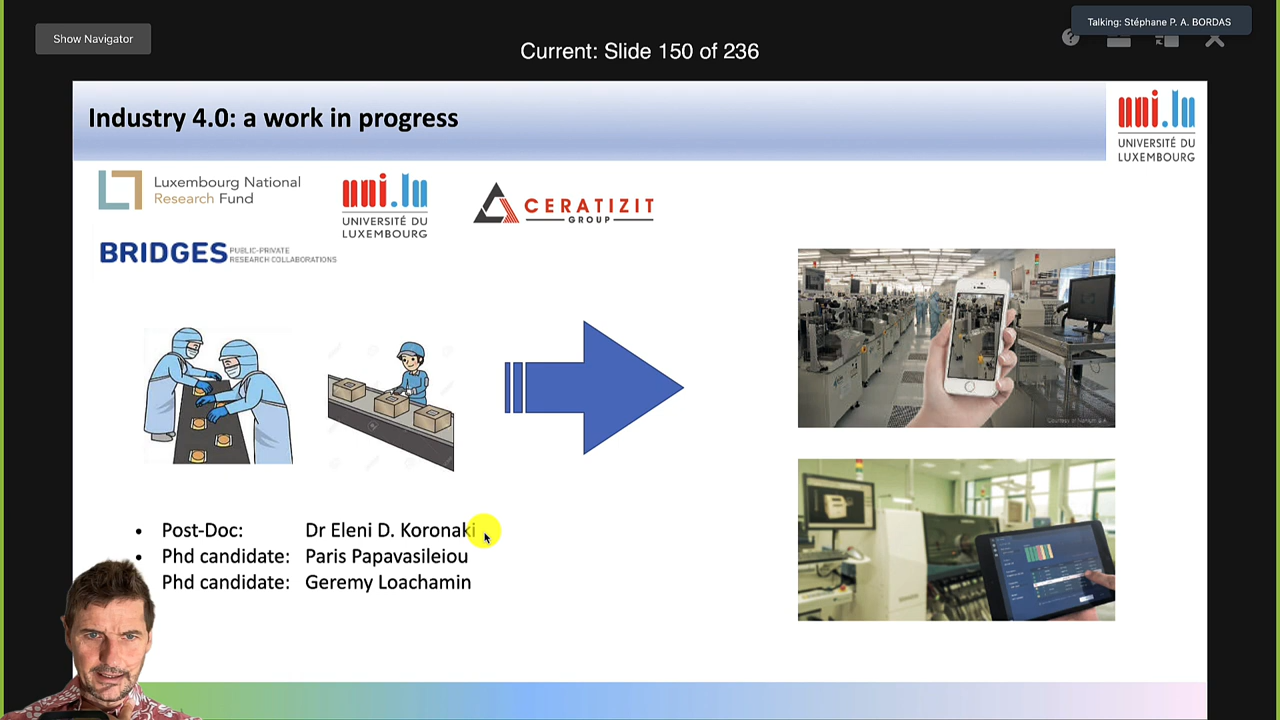 Talking: Stéphane P. A. BORDAS
Show Navigator
Current: Slide 150 of 236
Industry 4.0: a work in progress
uni.lu
UNIVERSITÉ DU
LUXEMBOURG
Luxembourg National
Research Fund
uni.lu
UNIVERSITÉ DU
LUXEMBOURG
CERATIZIT
GROUP
BRIDGES PUBLIC-PRIVATE
RESEARCH COLLABORATIONS
• Post-Doc: Dr Eleni D. Koronaki
• Phd candidate: Paris Papavasileiou
Phd candidate: Geremy Loachamin